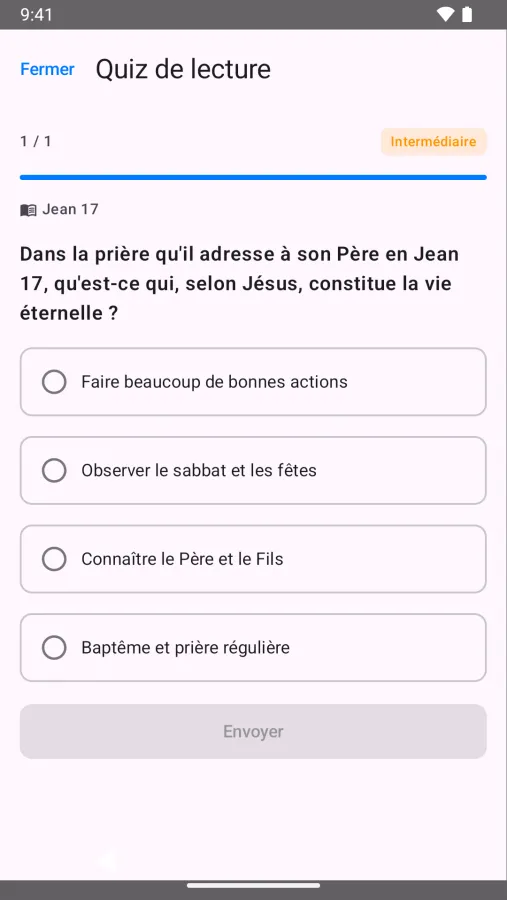 9:41
Fermer Quiz de lecture
1 / 1
Intermédiaire
Jean 17
Dans la prière qu'il adresse à son Père en Jean
17, qu'est-ce qui, selon Jésus, constitue la vie
éternelle ?
Faire beaucoup de bonnes actions
Observer le sabbat et les fêtes
Connaître le Père et le Fils
Baptême et prière régulière
Envoyer